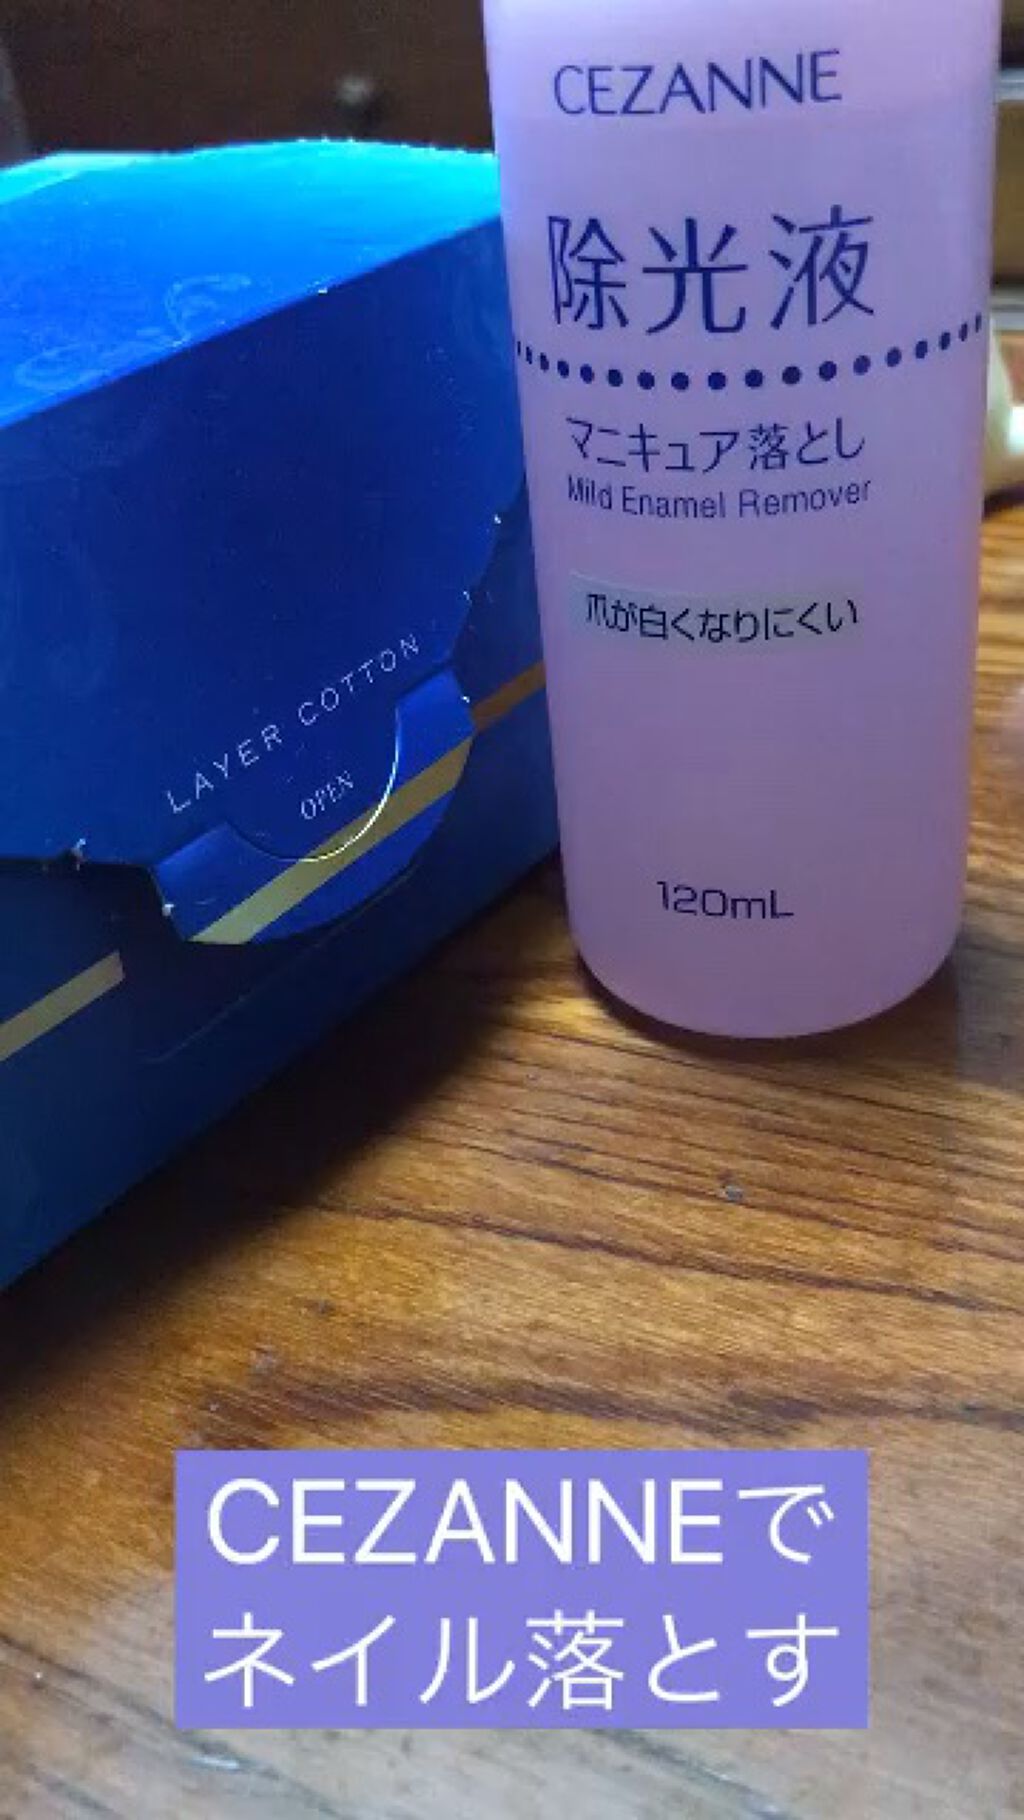 CEZANNE
除光液
マニキュア落とし
Mild Enamel Remover
爪が白くなりにくい
120mL
LAYER COTTON
OPEN
CEZANNEで
ネイル落とす